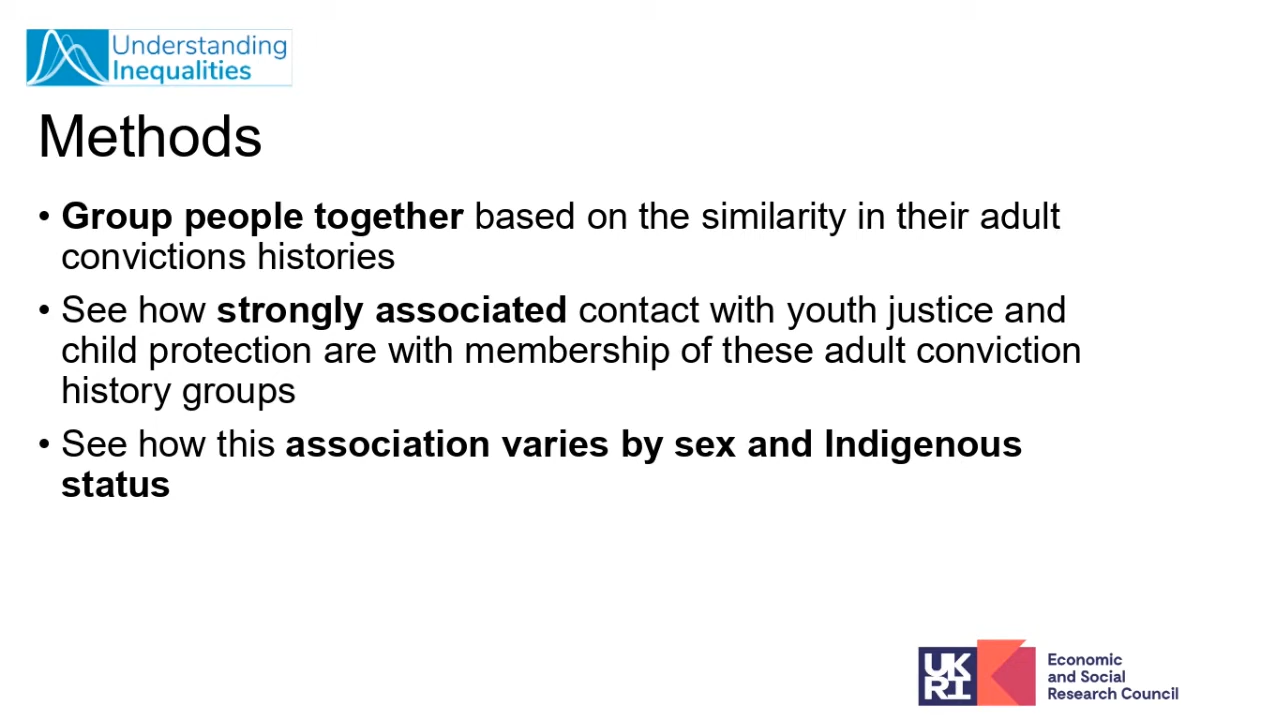 Understanding
Inequalities
Methods
• Group people together based on the similarity in their adult
convictions histories
• See how strongly associated contact with youth justice and
child protection are with membership of these adult conviction
history groups
• See how this association varies by sex and Indigenous
status
UK
RI
Economic
and Social
Research Council